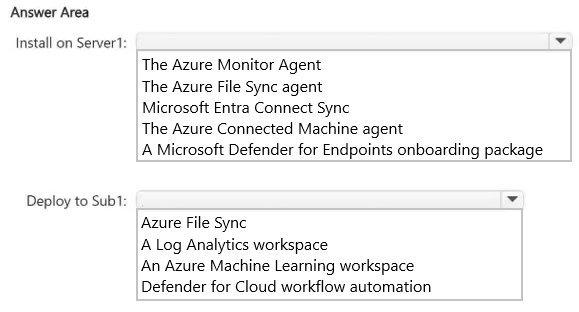 Answer Area
Install on Server1:
The Azure Monitor Agent
The Azure File Sync agent
Microsoft Entra Connect Sync
The Azure Connected Machine agent
A Microsoft Defender for Endpoints onboarding package
Deploy to Sub1:
Azure File Sync
A Log Analytics workspace
An Azure Machine Learning workspace
Defender for Cloud workflow automation